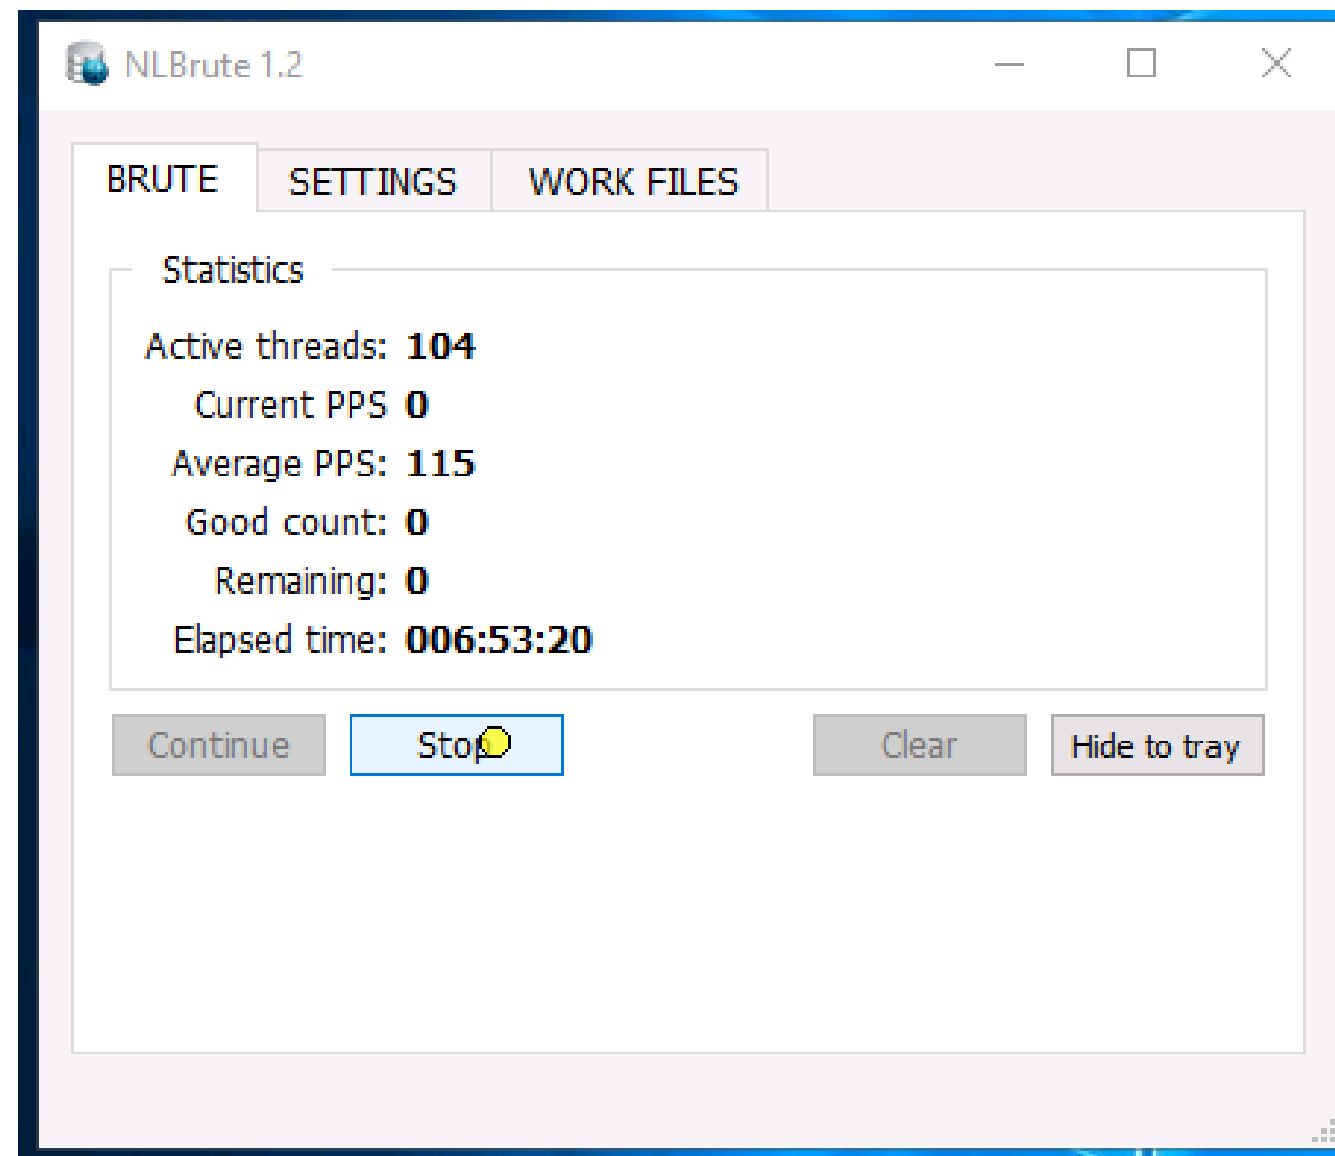 NLBrute 1.2
BRUTE SETTINGS WORK FILES
Statistics
Active threads: 104
Current PPS 0
Average PPS: 115
Good count: 0
Remaining: 0
Elapsed time: 006:53:20
Continue Stop Clear Hide to tray